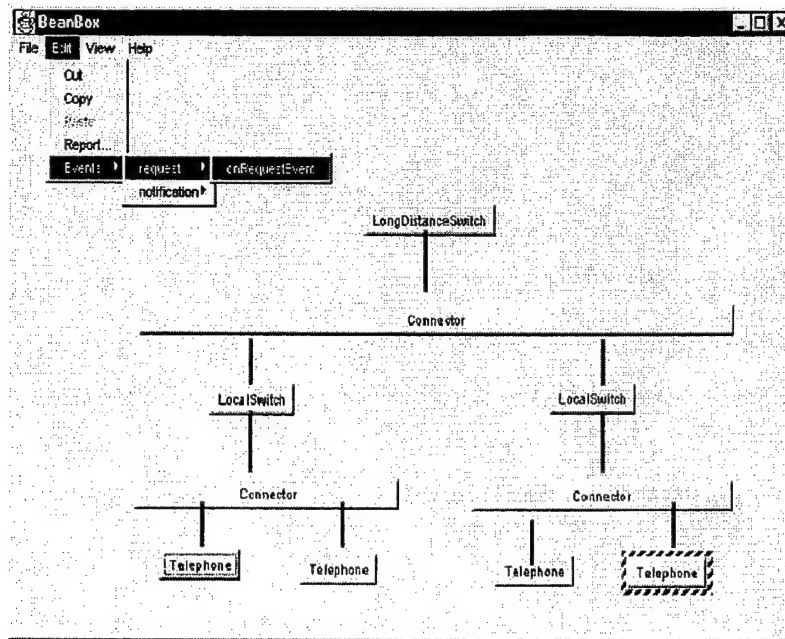 BeanBox
File Edit View Help
Cut
Copy
Paste
Report...
Events request onRequestEvent
notification
LongDistanceSwitch
Connector
LocalSwitch LocalSwitch
Connector Connector
Telephone Telephone Telephone Telephone